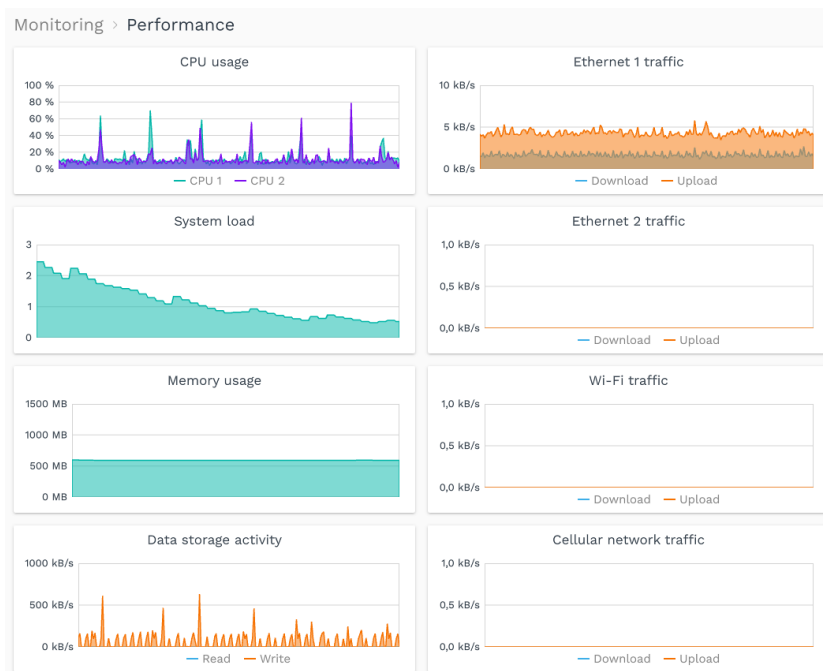 Monitoring › Performance
CPU usage
100 %
80 %
60 %
40 %
20 %
0 %
CPU 1 CPU 2
Ethernet 1 traffic
10 kB/s
5 kB/s
0 kB/s
Download Upload
System load
3
2
1
0
Ethernet 2 traffic
1,0 kB/s
0,5 kB/s
0,0 kB/s
Download Upload
Memory usage
1500 MB
1000 MB
500 MB
0 MB
Wi-Fi traffic
1,0 kB/s
0,5 kB/s
0,0 kB/s
Download Upload
Data storage activity
1000 kB/s
500 kB/s
0 kB/s
Read Write
Cellular network traffic
1,0 kB/s
0,5 kB/s
0,0 kB/s
Download Upload